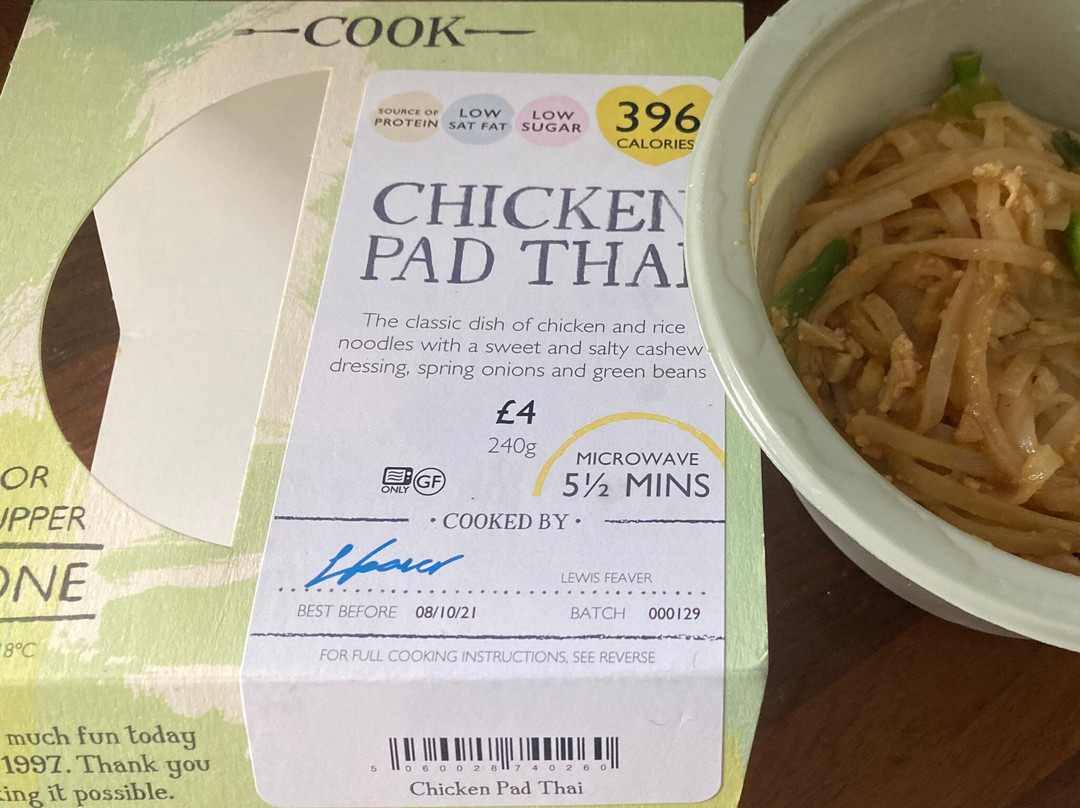 COOK
SOURCE OF
PROTEIN
LOW
SAT FAT
LOW
SUGAR
396
CALORIES
CHICKEN
PAD THAI
The classic dish of chicken and rice
noodles with a sweet and salty cashew
dressing, spring onions and green beans
£4
240g
ONLY GF
MICROWAVE
5½ MINS
• COOKED BY •
LEWIS FEAVER
BEST BEFORE 08/10/21
BATCH 000129
FOR FULL COOKING INSTRUCTIONS, SEE REVERSE
5 060028 740260
Chicken Pad Thai
OR
UPPER
ONE
18°C
much fun today
1997. Thank you
ing it possible.